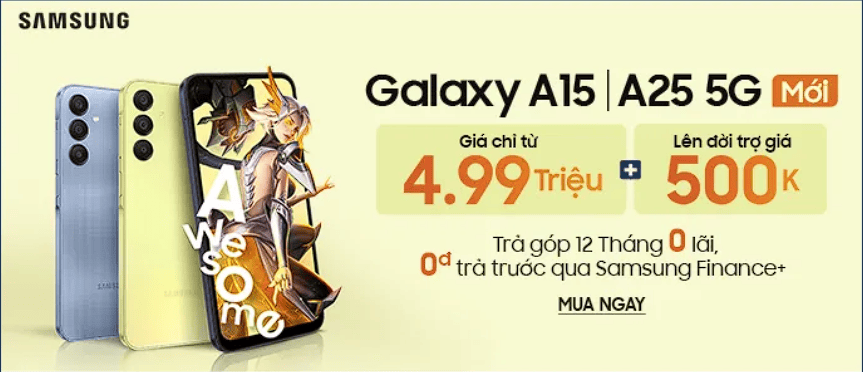 SAMSUNG
Galaxy A15 | A25 5G Mới
Giá chỉ từ
4.99 Triệu
+
Lên đời trợ giá
500K
Trả góp 12 Tháng 0 lãi,
0đ trả trước qua Samsung Finance+
MUA NGAY
Awesome
SAMSUNG